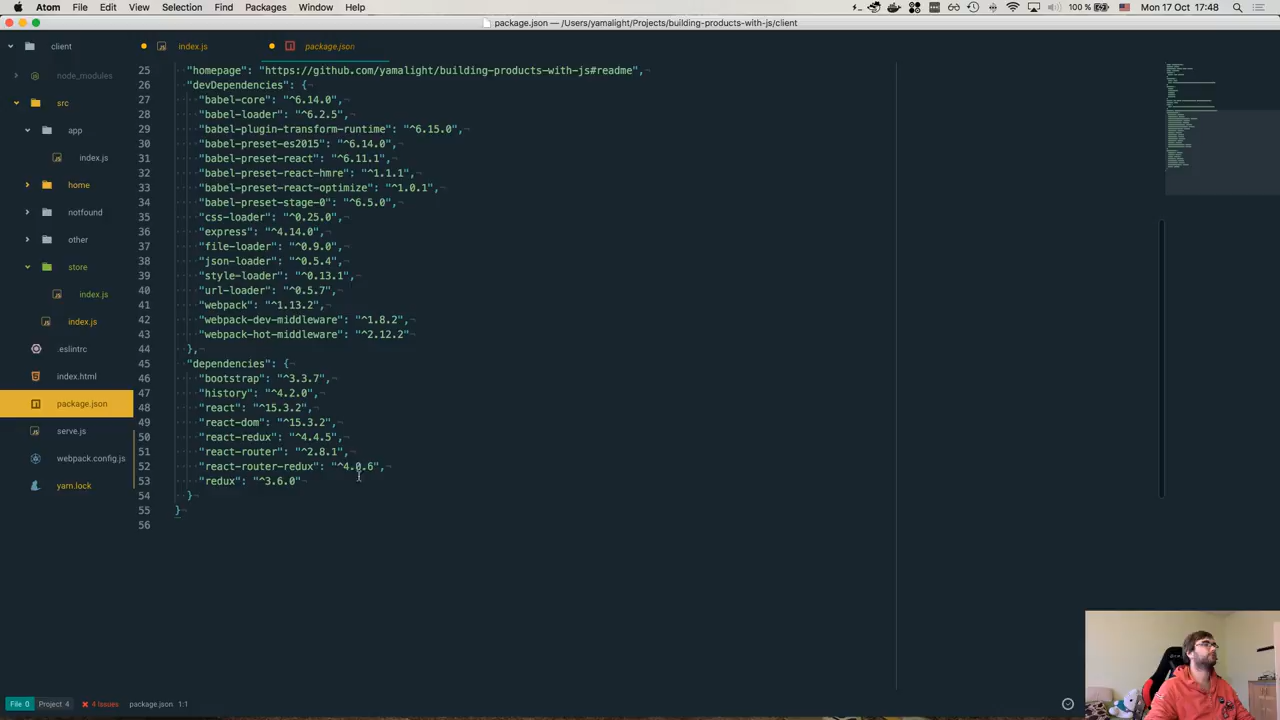 Atom File Edit View Selection Find Packages Window Help 100 % Mon 17 Oct 17:48
package.json — /Users/yamalight/Projects/building-products-with-js/client
client
index.js
package.json
node_modules
src
app
index.js
home
notfound
other
store
index.js
index.js
.eslintrc
index.html
package.json
serve.js
webpack.config.js
yarn.lock
25 "homepage": "https://github.com/yamalight/building-products-with-js#readme",
26 "devDependencies": {
27 "babel-core": "^6.14.0",
28 "babel-loader": "^6.2.5",
29 "babel-plugin-transform-runtime": "^6.15.0",
30 "babel-preset-es2015": "^6.14.0",
31 "babel-preset-react": "^6.11.1",
32 "babel-preset-react-hmre": "^1.1.1",
33 "babel-preset-react-optimize": "^1.0.1",
34 "babel-preset-stage-0": "^6.5.0",
35 "css-loader": "^0.25.0",
36 "express": "^4.14.0",
37 "file-loader": "^0.9.0",
38 "json-loader": "^0.5.4",
39 "style-loader": "^0.13.1",
40 "url-loader": "^0.5.7",
41 "webpack": "^1.13.2",
42 "webpack-dev-middleware": "^1.8.2",
43 "webpack-hot-middleware": "^2.12.2"
44 },
45 "dependencies": {
46 "bootstrap": "^3.3.7",
47 "history": "^4.2.0",
48 "react": "^15.3.2",
49 "react-dom": "^15.3.2",
50 "react-redux": "^4.4.5",
51 "react-router": "^2.8.1",
52 "react-router-redux": "^4.0.6",
53 "redux": "^3.6.0"
54 }
55 }
56
File 0 Project 4 4 Issues package.json 1:1